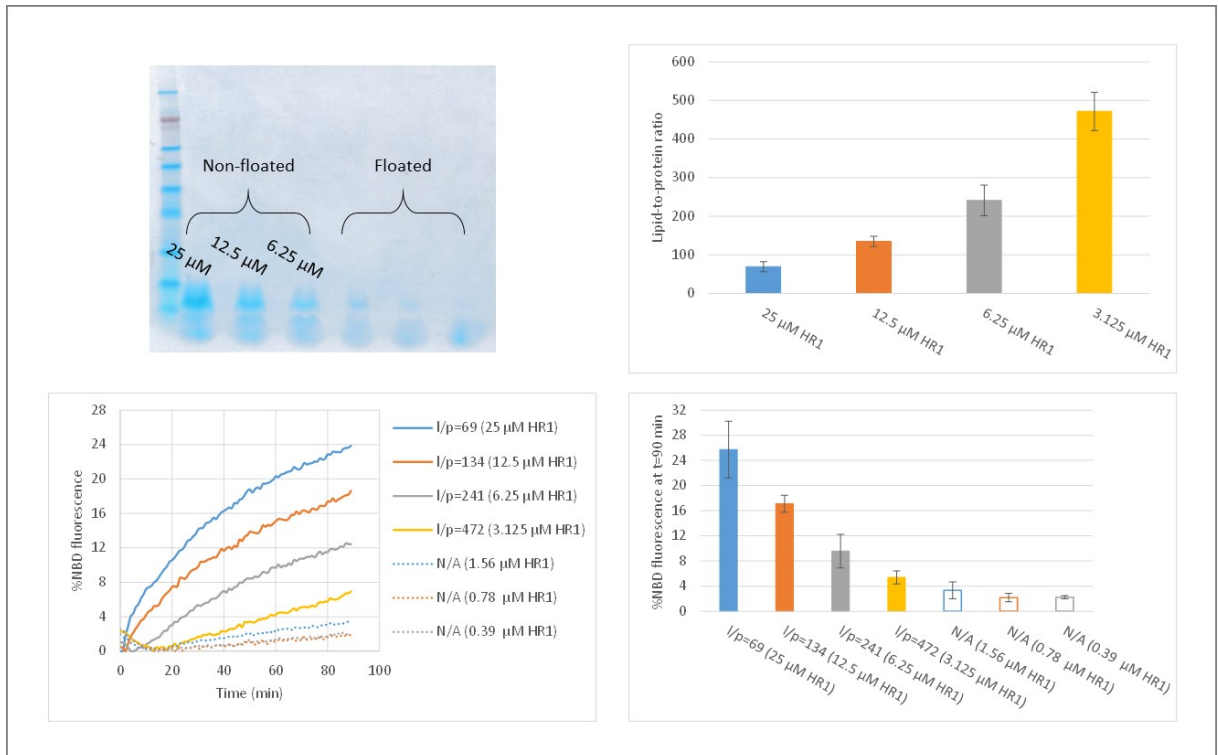 Non-floated
Floated
25 µM
12.5 µM
6.25 µM
600
500
400
300
200
100
0
Lipid-to-protein ratio
25 µM HR1
12.5 µM HR1
6.25 µM HR1
3.125 µM HR1
28
24
20
16
12
8
4
0
%NBD fluorescence
0
20
40
60
80
100
Time (min)
l/p=69 (25 µM HR1)
l/p=134 (12.5 µM HR1)
l/p=241 (6.25 µM HR1)
l/p=472 (3.125 µM HR1)
N/A (1.56 µM HR1)
N/A (0.78 µM HR1)
N/A (0.39 µM HR1)
32
28
24
20
16
12
8
4
0
%NBD fluorescence at t=90 min
l/p=69 (25 µM HR1)
l/p=134 (12.5 µM HR1)
l/p=241 (6.25 µM HR1)
l/p=472 (3.125 µM HR1)
N/A (1.56 µM HR1)
N/A (0.78 µM HR1)
N/A (0.39 µM HR1)